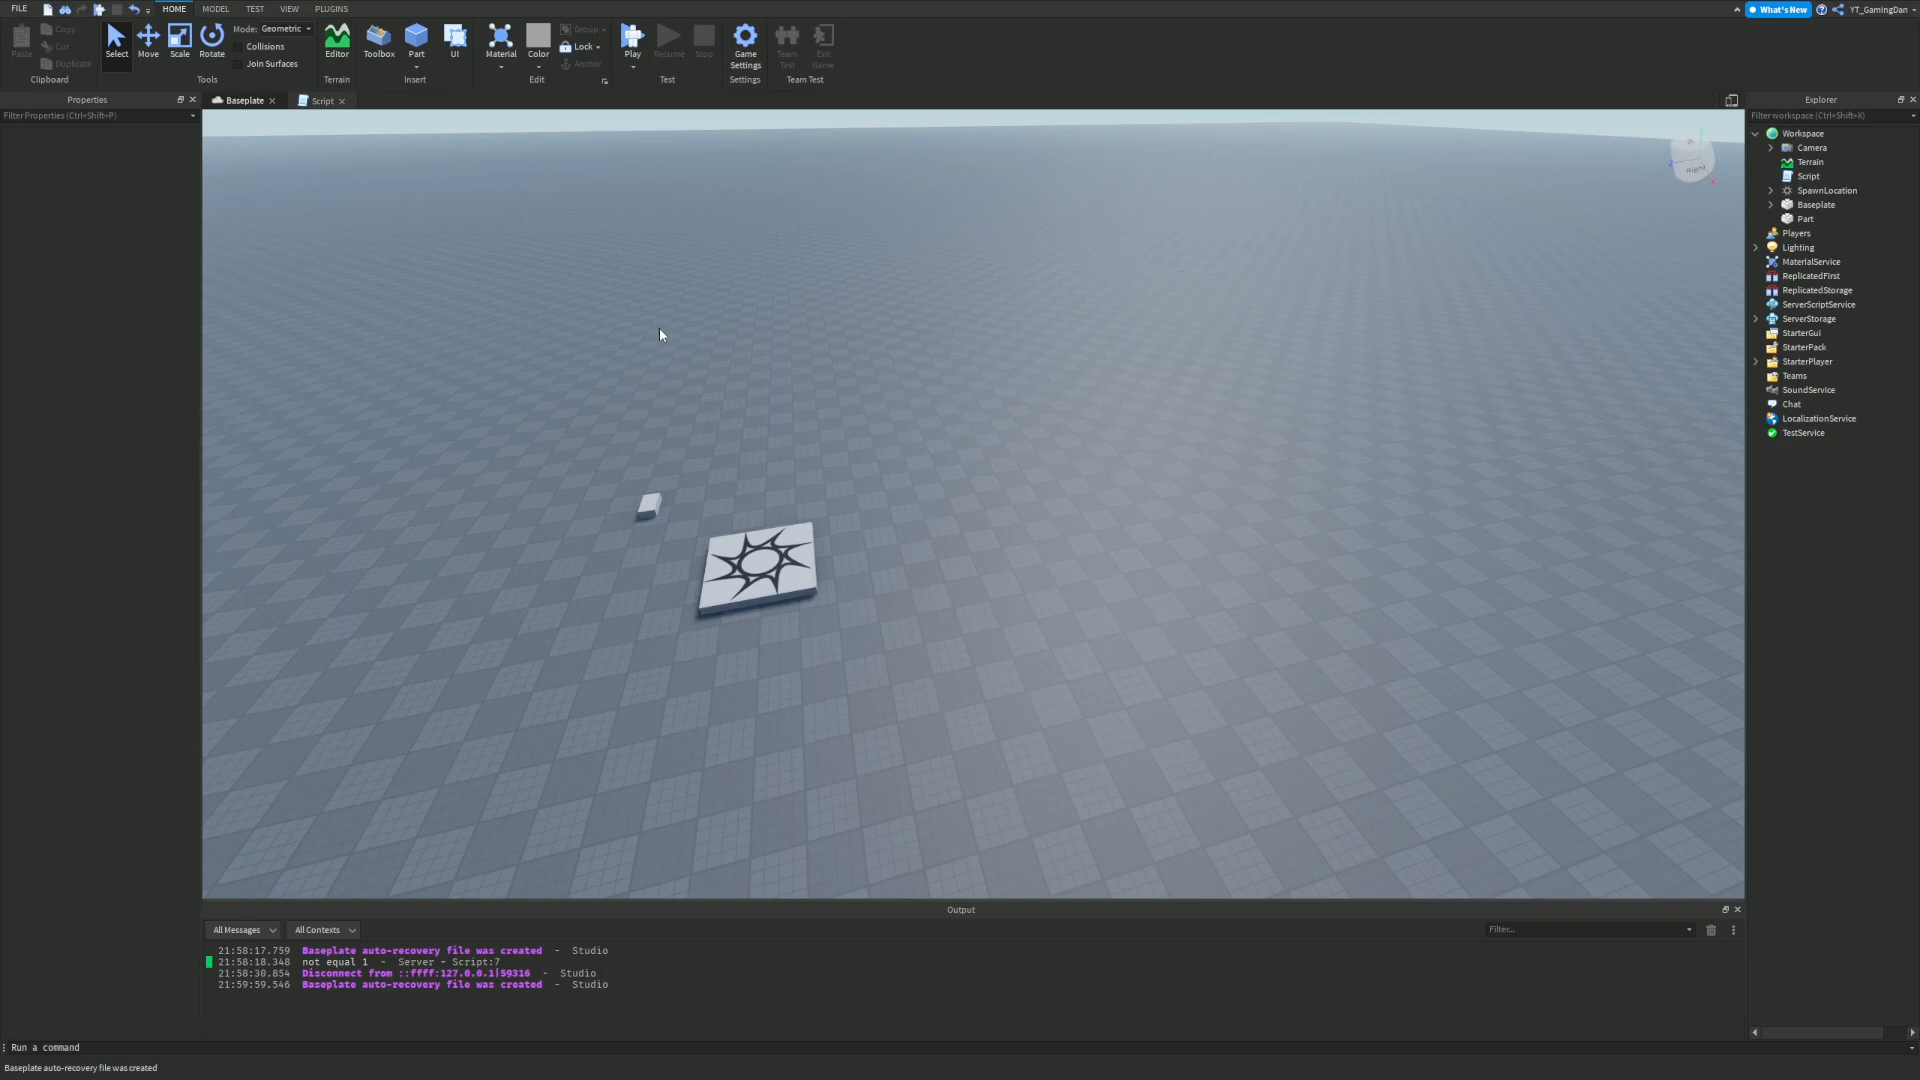 FILE HOME MODEL TEST VIEW PLUGINS What's New YT_GamingDan
Paste Copy Cut Duplicate Clipboard
Select Move Scale Rotate Mode: Geometric Collisions Join Surfaces Tools
Editor Terrain
Toolbox Part UI Insert
Material Color Group Lock Anchor Edit
Play Resume Stop Test
Game Settings Settings
Team Test Exit Game Team Test
Properties
Filter Properties (Ctrl+Shift+P)
Baseplate Script
Right
Explorer
Filter workspace (Ctrl+Shift+X)
Workspace
Camera
Terrain
Script
SpawnLocation
Baseplate
Part
Players
Lighting
MaterialService
ReplicatedFirst
ReplicatedStorage
ServerScriptService
ServerStorage
StarterGui
StarterPack
StarterPlayer
Teams
SoundService
Chat
LocalizationService
TestService
Output
All Messages All Contexts Filter...
21:58:17.759 Baseplate auto-recovery file was created - Studio
21:58:18.348 not equal 1 - Server - Script:7
21:58:30.854 Disconnect from ::ffff:127.0.0.1|59316 - Studio
21:59:59.546 Baseplate auto-recovery file was created - Studio
Run a command
Baseplate auto-recovery file was created